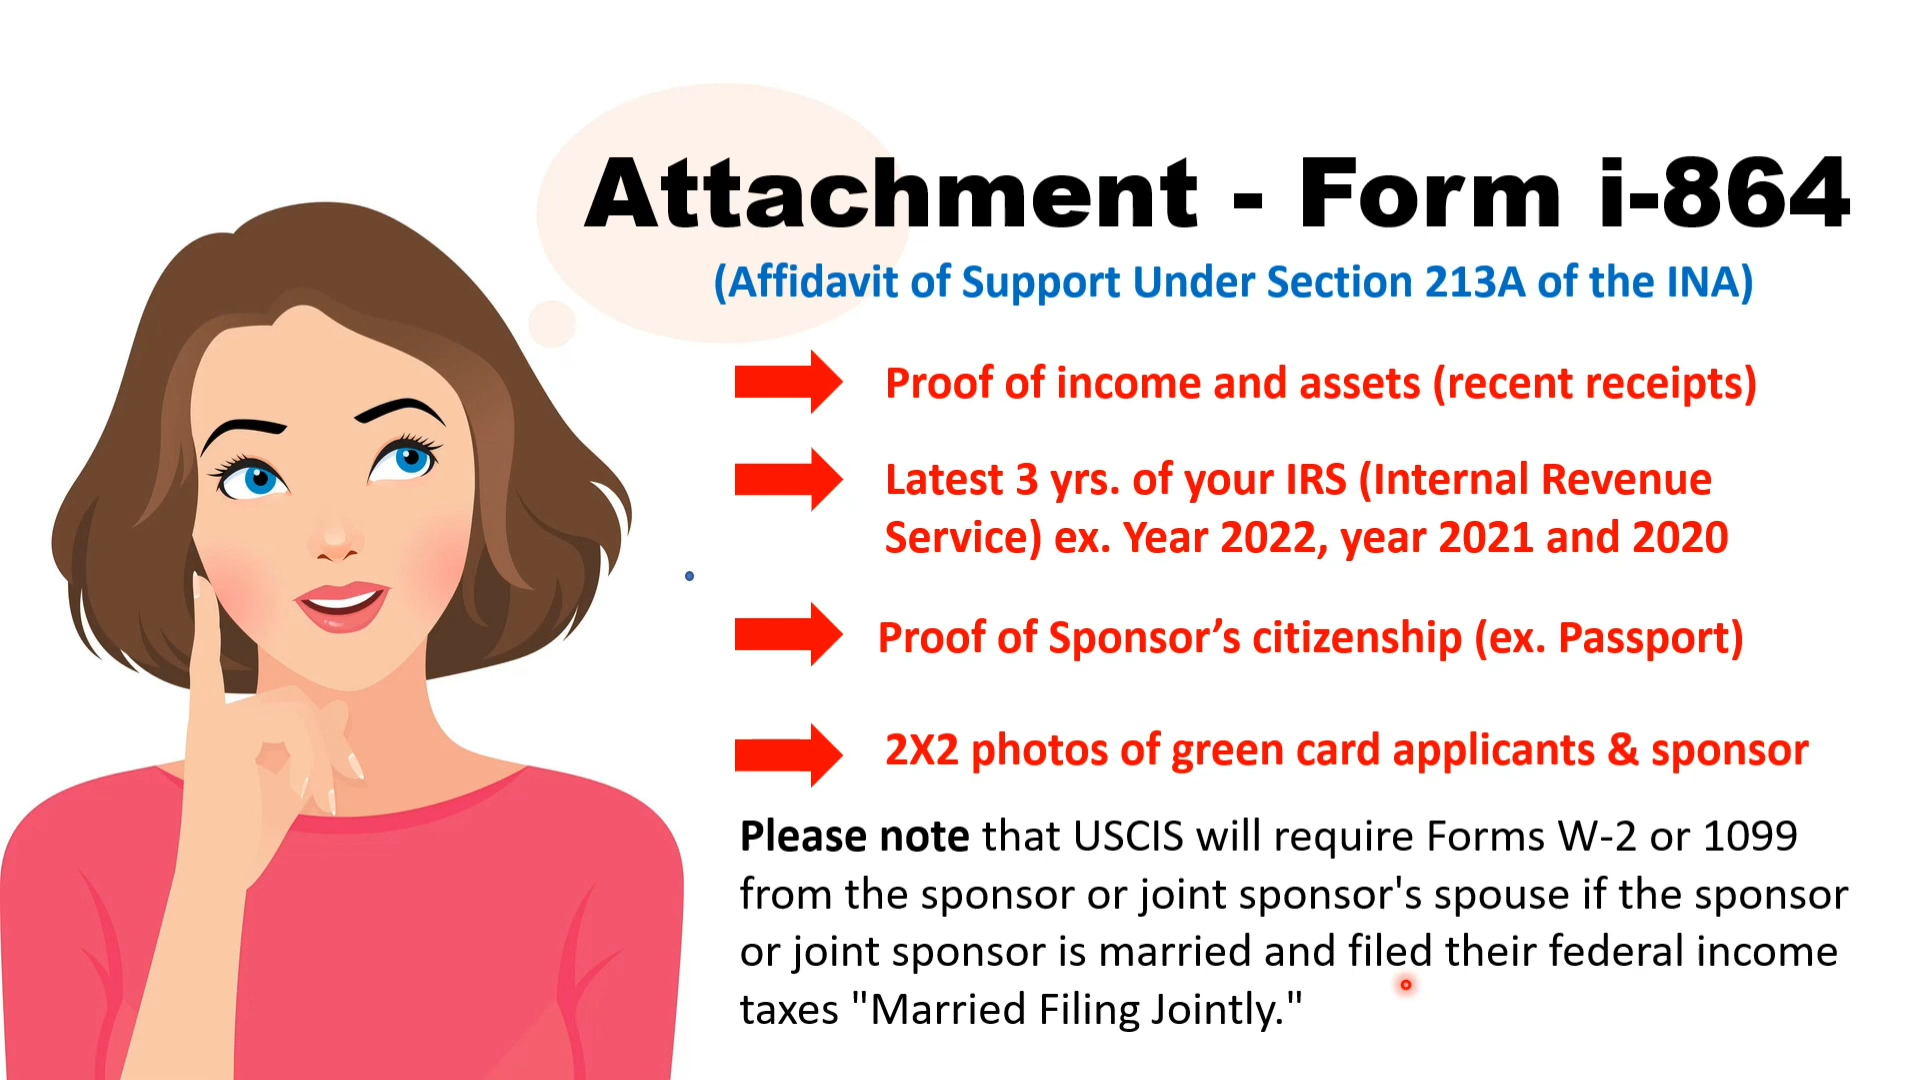 Attachment - Form i-864
(Affidavit of Support Under Section 213A of the INA)
Proof of income and assets (recent receipts)
Latest 3 yrs. of your IRS (Internal Revenue
Service) ex. Year 2022, year 2021 and 2020
Proof of Sponsor’s citizenship (ex. Passport)
2X2 photos of green card applicants & sponsor
Please note that USCIS will require Forms W-2 or 1099
from the sponsor or joint sponsor's spouse if the sponsor
or joint sponsor is married and filed their federal income
taxes "Married Filing Jointly."